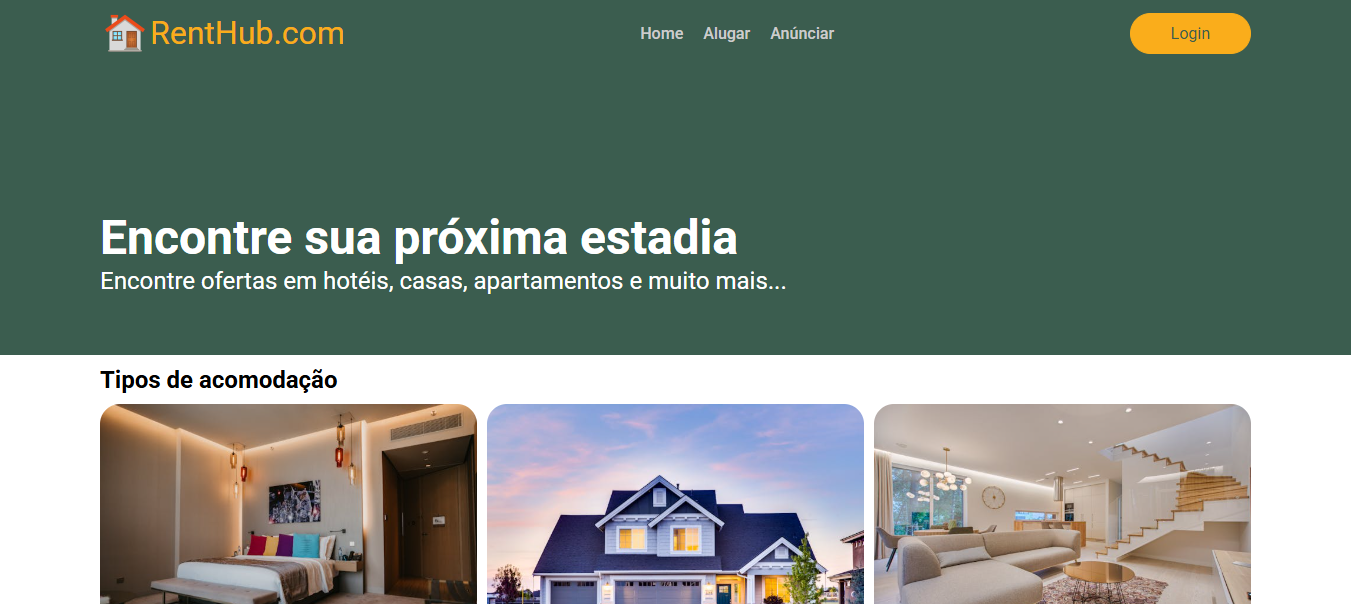 RentHub.com
Home Alugar Anúnciar
Login
Encontre sua próxima estadia
Encontre ofertas em hotéis, casas, apartamentos e muito mais...
Tipos de acomodação